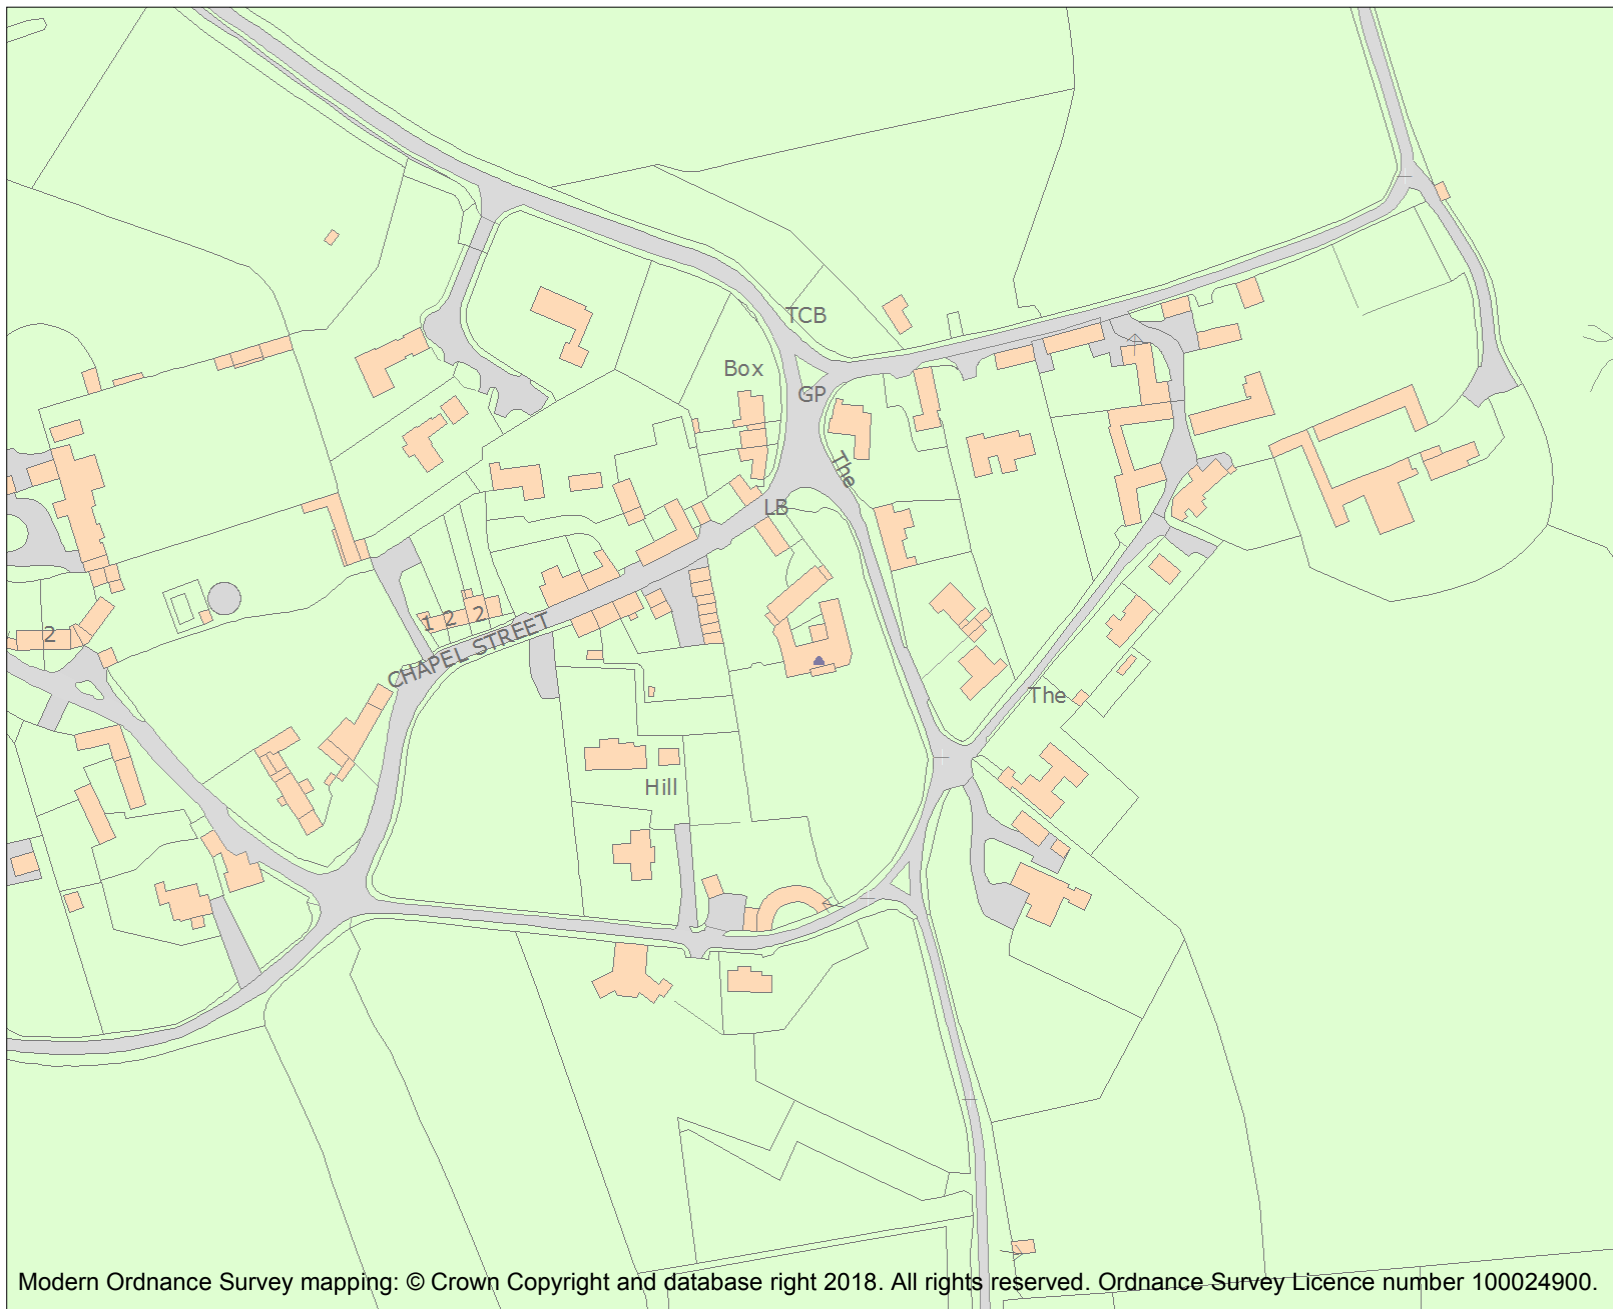 TCB
Box
GP
The
LB
1 2 2
CHAPEL STREET
2
The
Hill
Modern Ordnance Survey mapping: © Crown Copyright and database right 2018. All rights reserved. Ordnance Survey Licence number 100024900.